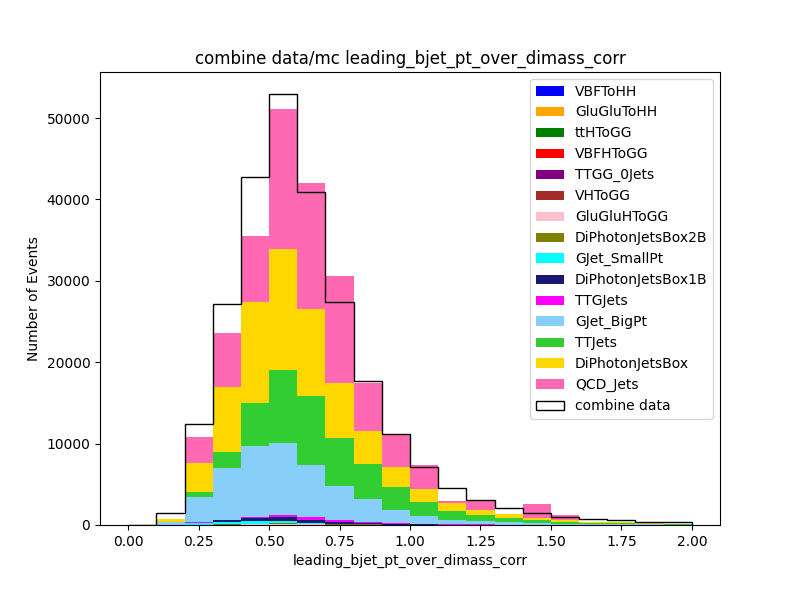 combine data/mc leading_bjet_pt_over_dimass_corr
Number of Events
50000
40000
30000
20000
10000
0
0.00 0.25 0.50 0.75 1.00 1.25 1.50 1.75 2.00
leading_bjet_pt_over_dimass_corr
VBFToHH
GluGluToHH
ttHToGG
VBFHToGG
TTGG_0Jets
VHToGG
GluGluHToGG
DiPhotonJetsBox2B
GJet_SmallPt
DiPhotonJetsBox1B
TTGJets
GJet_BigPt
TTJets
DiPhotonJetsBox
QCD_Jets
combine data